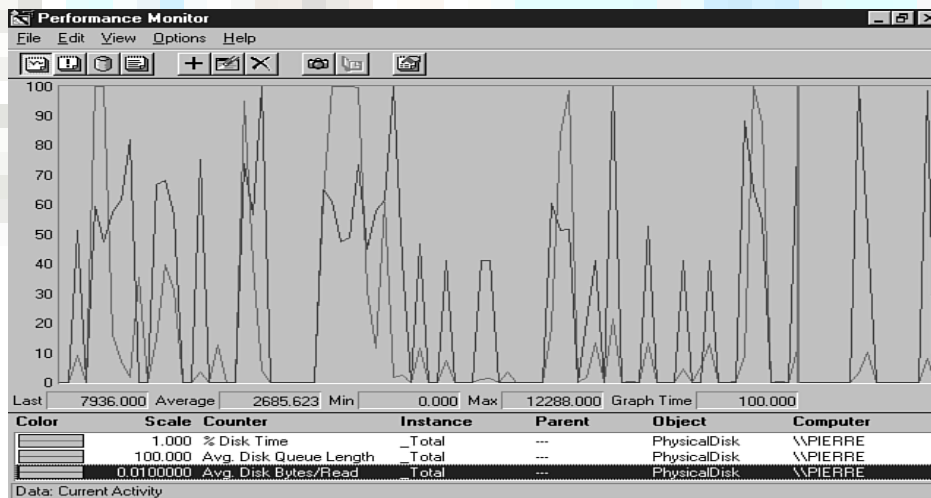 Performance Monitor
File Edit View Options Help
100
90
80
70
60
50
40
30
20
10
0
Last 7936.000 Average 2685.623 Min 0.000 Max 12288.000 Graph Time 100.000
Color Scale Counter Instance Parent Object Computer
1.000 % Disk Time _Total --- PhysicalDisk \\PIERRE
100.000 Avg. Disk Queue Length _Total --- PhysicalDisk \\PIERRE
0.0100000 Avg. Disk Bytes/Read _Total --- PhysicalDisk \\PIERRE
Data: Current Activity